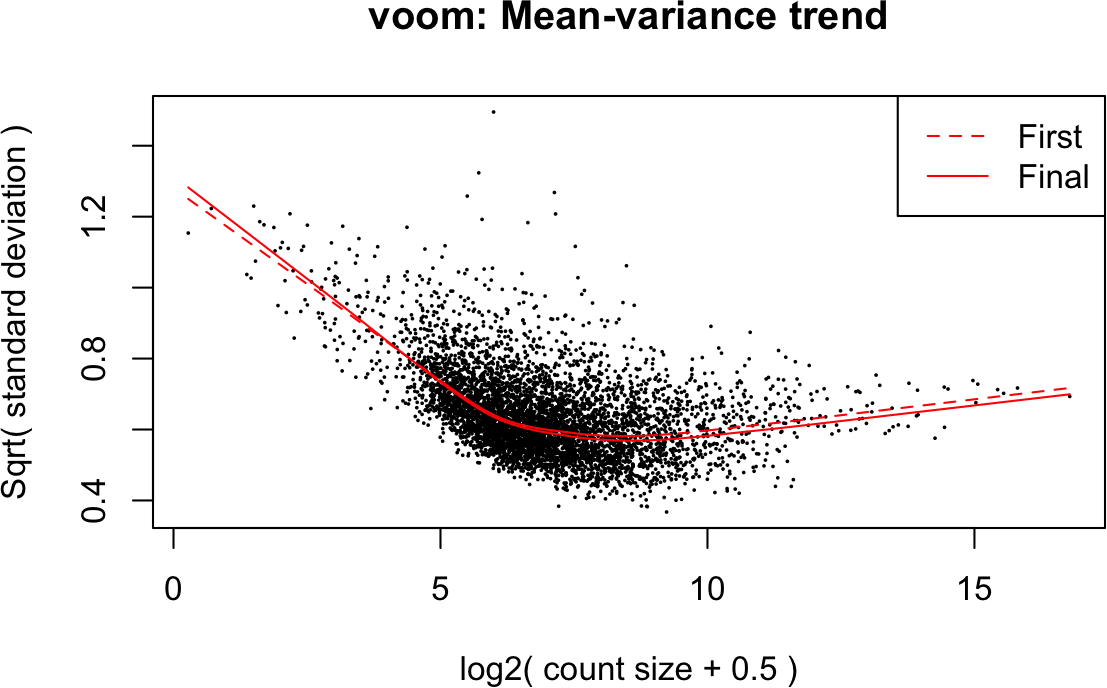 voom: Mean-variance trend
First
Final
Sqrt( standard deviation )
1.2
0.8
0.4
0 5 10 15
log2( count size + 0.5 )